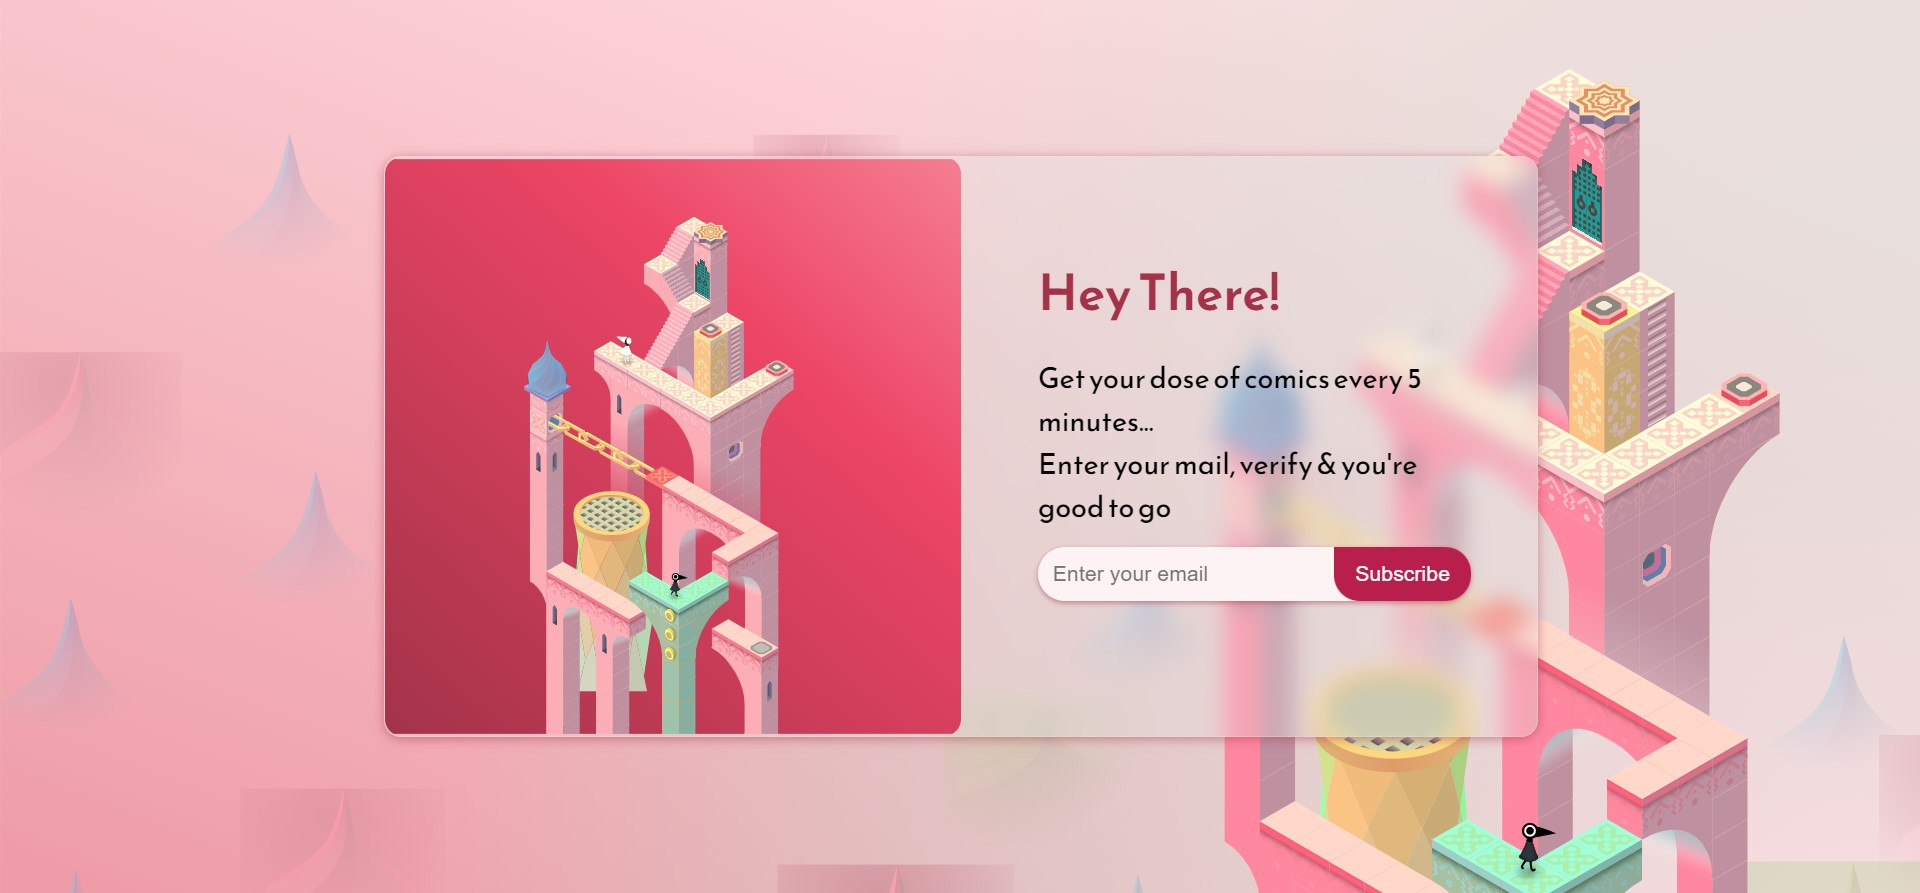 Hey There!
Get your dose of comics every 5
minutes...
Enter your mail, verify & you're
good to go
Enter your email
Subscribe